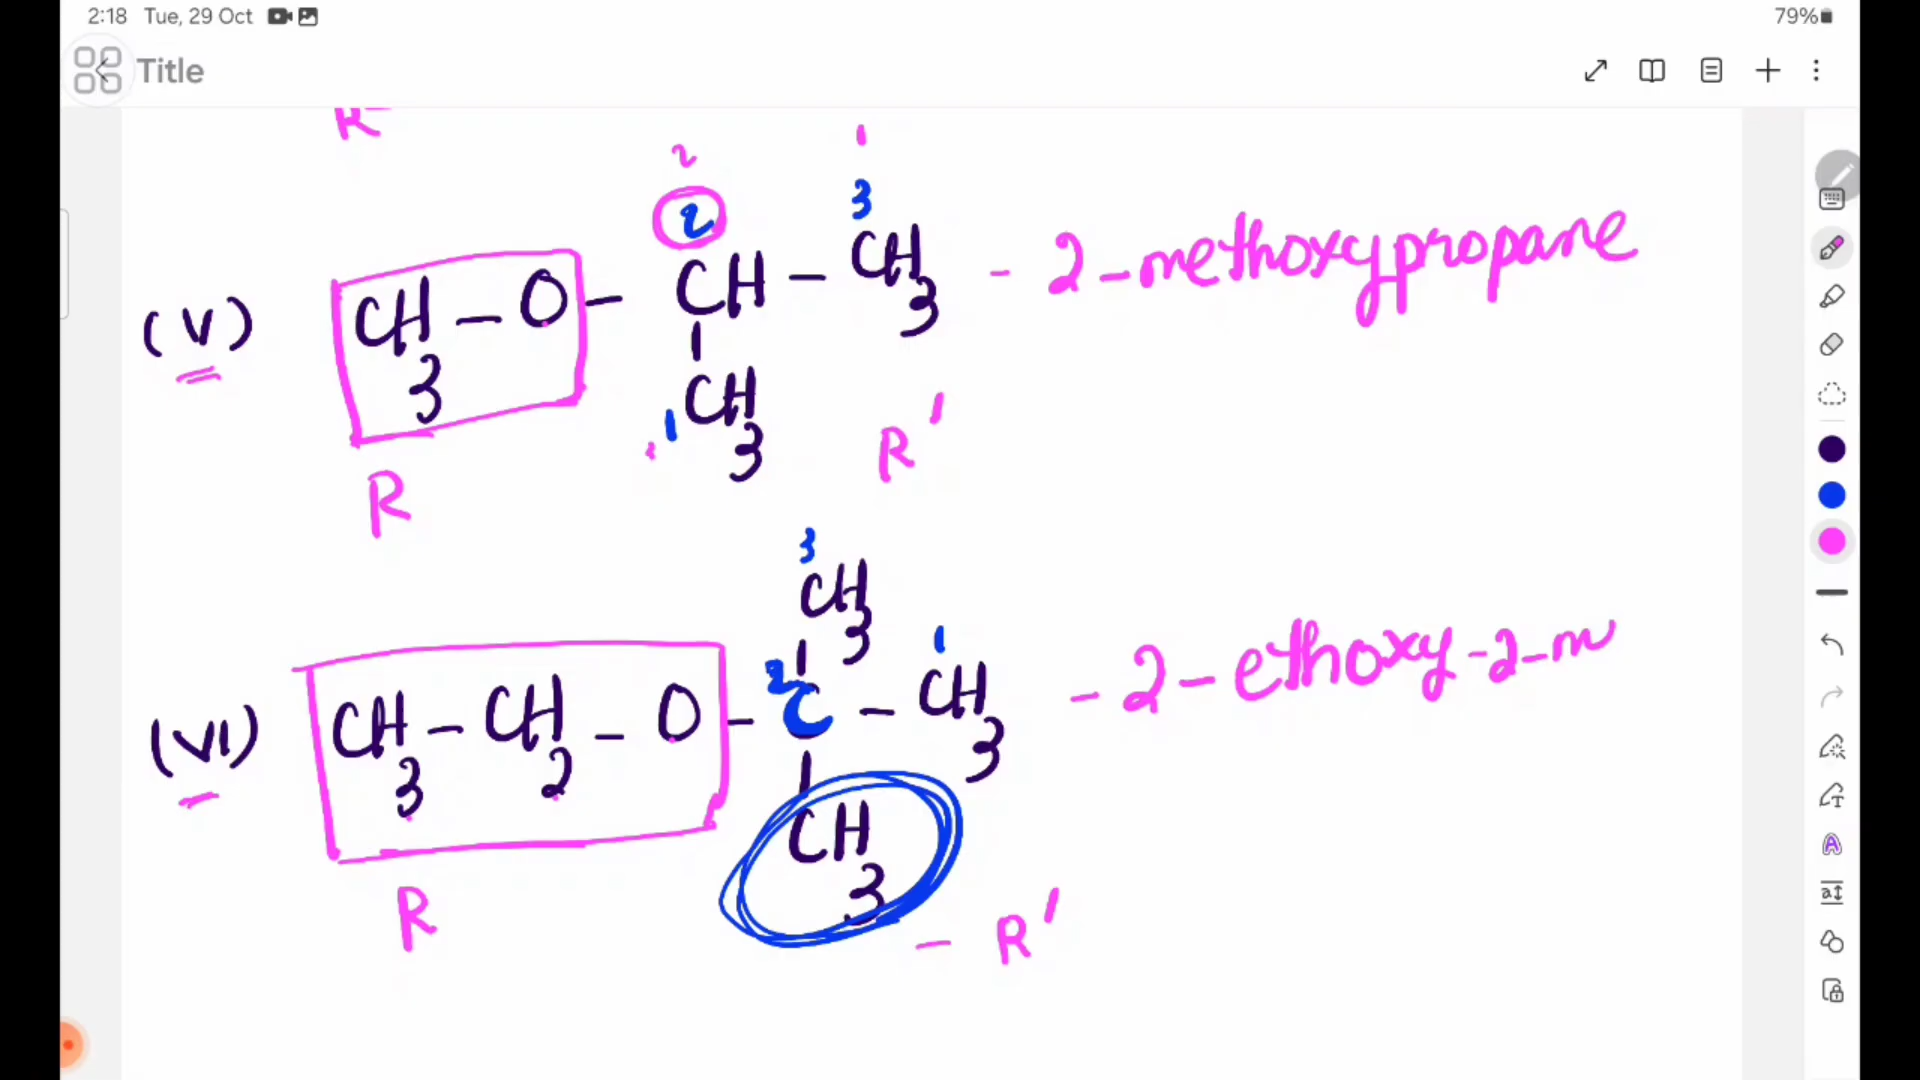 2:18 Tue, 29 Oct
79%
Title
R
2 1
2 3
(V) CH3 – O – CH – CH3 - 2-methoxypropane
1 CH3
R R'
3
CH3
2 1
(VI) CH3 – CH2 – O – C – CH3 - 2-ethoxy-2-m
CH3
R - R'